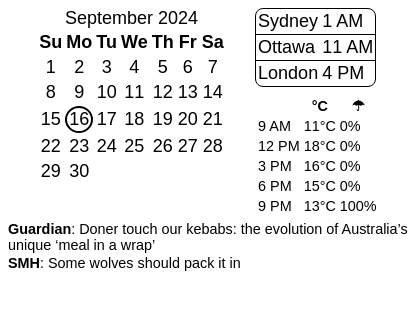 September 2024
Su Mo Tu We Th Fr Sa
1 2 3 4 5 6 7
8 9 10 11 12 13 14
15 16 17 18 19 20 21
22 23 24 25 26 27 28
29 30
Sydney 1 AM
Ottawa 11 AM
London 4 PM
°C ☂
9 AM 11°C 0%
12 PM 18°C 0%
3 PM 16°C 0%
6 PM 15°C 0%
9 PM 13°C 100%
Guardian: Doner touch our kebabs: the evolution of Australia’s
unique ‘meal in a wrap’
SMH: Some wolves should pack it in